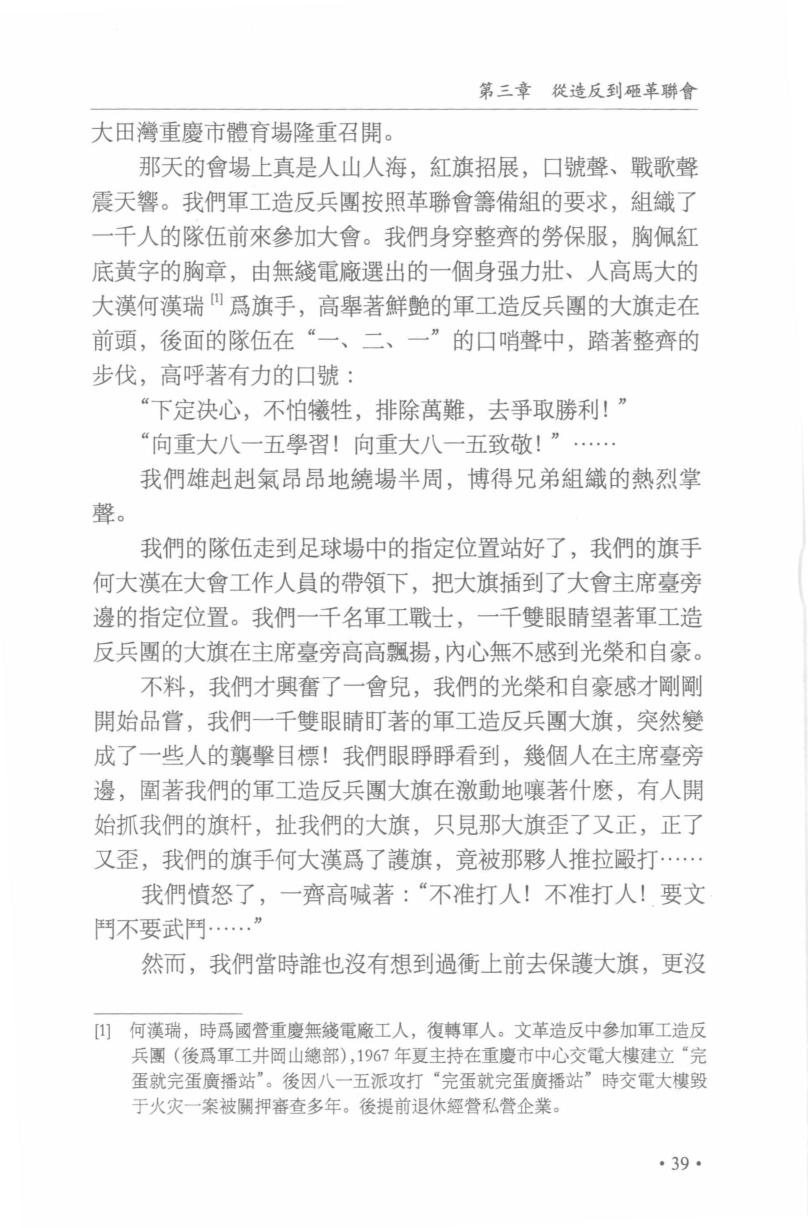 第三章　從造反到砸革聯會
大田灣重慶市體育場隆重召開。
那天的會場上真是人山人海，紅旗招展，口號聲、戰歌聲
震天響。我們軍工造反兵團按照革聯會籌備組的要求，組織了
一千人的隊伍前來參加大會。我們身穿整齊的勞保服，胸佩紅
底黃字的胸章，由無綫電廠選出的一個身强力壯、人高馬大的
大漢何漢瑞 [1] 爲旗手，高舉著鮮艷的軍工造反兵團的大旗走在
前頭，後面的隊伍在“一、二、一”的口哨聲中，踏著整齊的
步伐，高呼著有力的口號：
“下定决心，不怕犧牲，排除萬難，去爭取勝利！”
“向重大八一五學習！向重大八一五致敬！”……
我們雄赳赳氣昂昂地繞場半周，博得兄弟組織的熱烈掌
聲。
我們的隊伍走到足球場中的指定位置站好了，我們的旗手
何大漢在大會工作人員的帶領下，把大旗插到了大會主席臺旁
邊的指定位置。我們一千名軍工戰士，一千雙眼睛望著軍工造
反兵團的大旗在主席臺旁高高飄揚，內心無不感到光榮和自豪。
不料，我們才興奮了一會兒，我們的光榮和自豪感才剛剛
開始品嘗，我們一千雙眼睛盯著的軍工造反兵團大旗，突然變
成了一些人的襲擊目標！我們眼睜睜看到，幾個人在主席臺旁
邊，圍著我們的軍工造反兵團大旗在激動地嚷著什麽，有人開
始抓我們的旗杆，扯我們的大旗，只見那大旗歪了又正，正了
又歪，我們的旗手何大漢爲了護旗，竟被那夥人推拉毆打……
我們憤怒了，一齊高喊著：“不准打人！不准打人！要文
鬥不要武鬥……”
然而，我們當時誰也沒有想到過衝上前去保護大旗，更沒
[1]　何漢瑞，時爲國營重慶無綫電廠工人，復轉軍人。文革造反中參加軍工造反
兵團（後爲軍工井岡山總部），1967 年夏主持在重慶市中心交電大樓建立“完
蛋就完蛋廣播站”。後因八一五派攻打“完蛋就完蛋廣播站”時交電大樓毀
于火灾一案被關押審查多年。後提前退休經營私營企業。
• 39 •